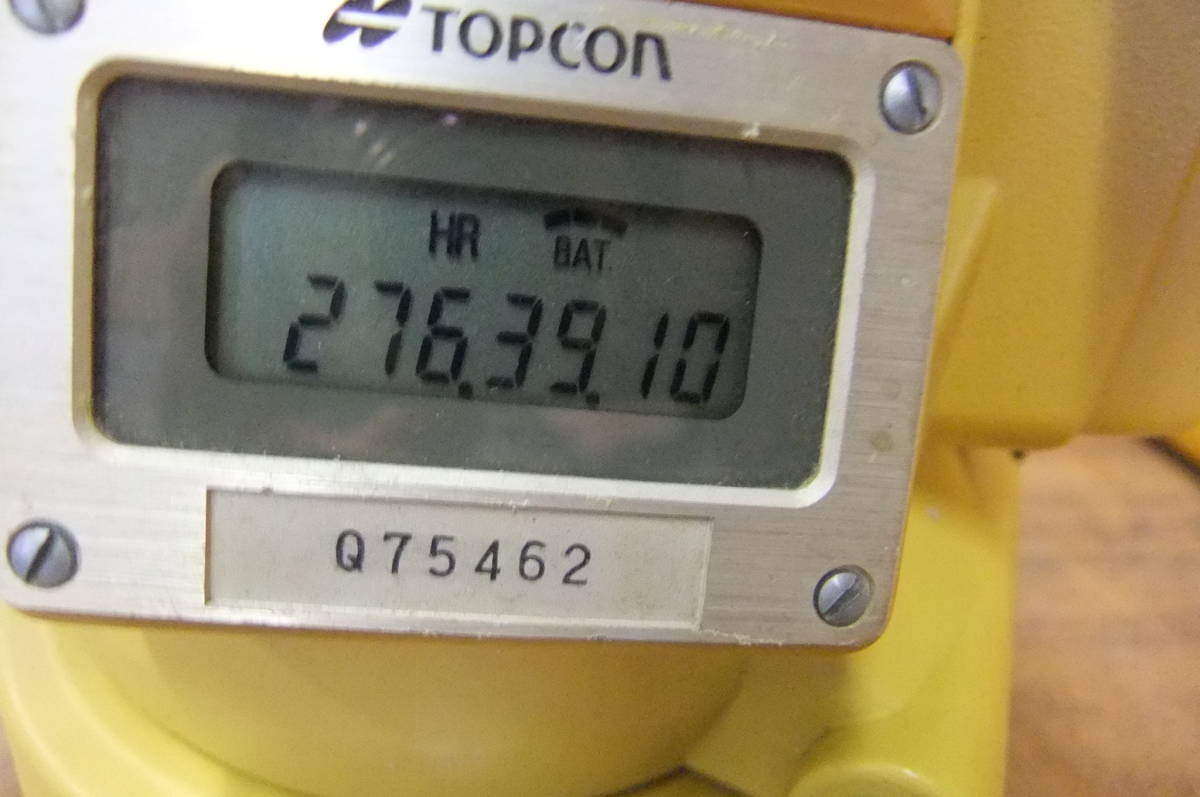 TOPCON
HR BAT.
276.39.10
Q75462